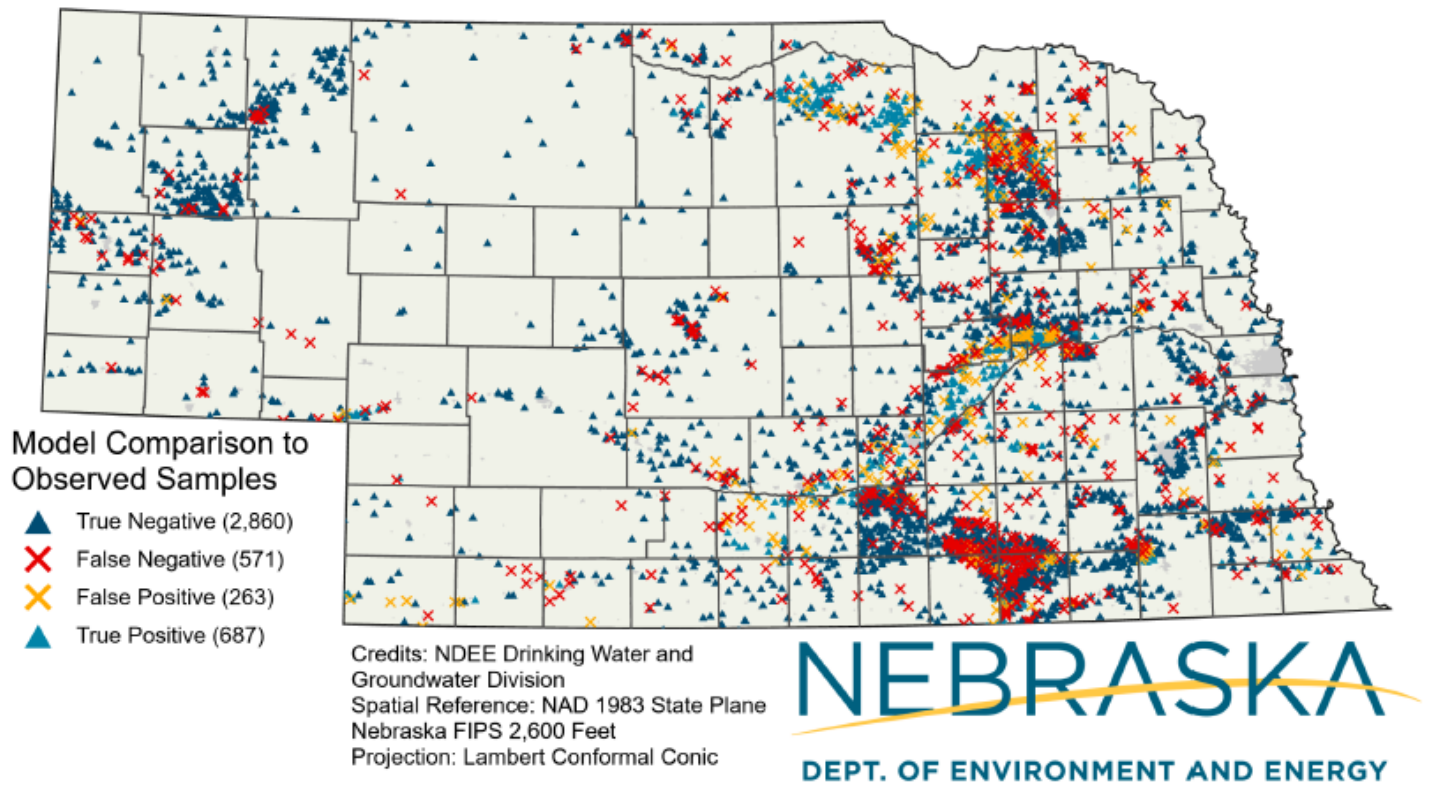 Model Comparison to
Observed Samples
True Negative (2,860)
False Negative (571)
False Positive (263)
True Positive (687)
Credits: NDEE Drinking Water and
Groundwater Division
Spatial Reference: NAD 1983 State Plane
Nebraska FIPS 2,600 Feet
Projection: Lambert Conformal Conic
NEBRASKA
DEPT. OF ENVIRONMENT AND ENERGY